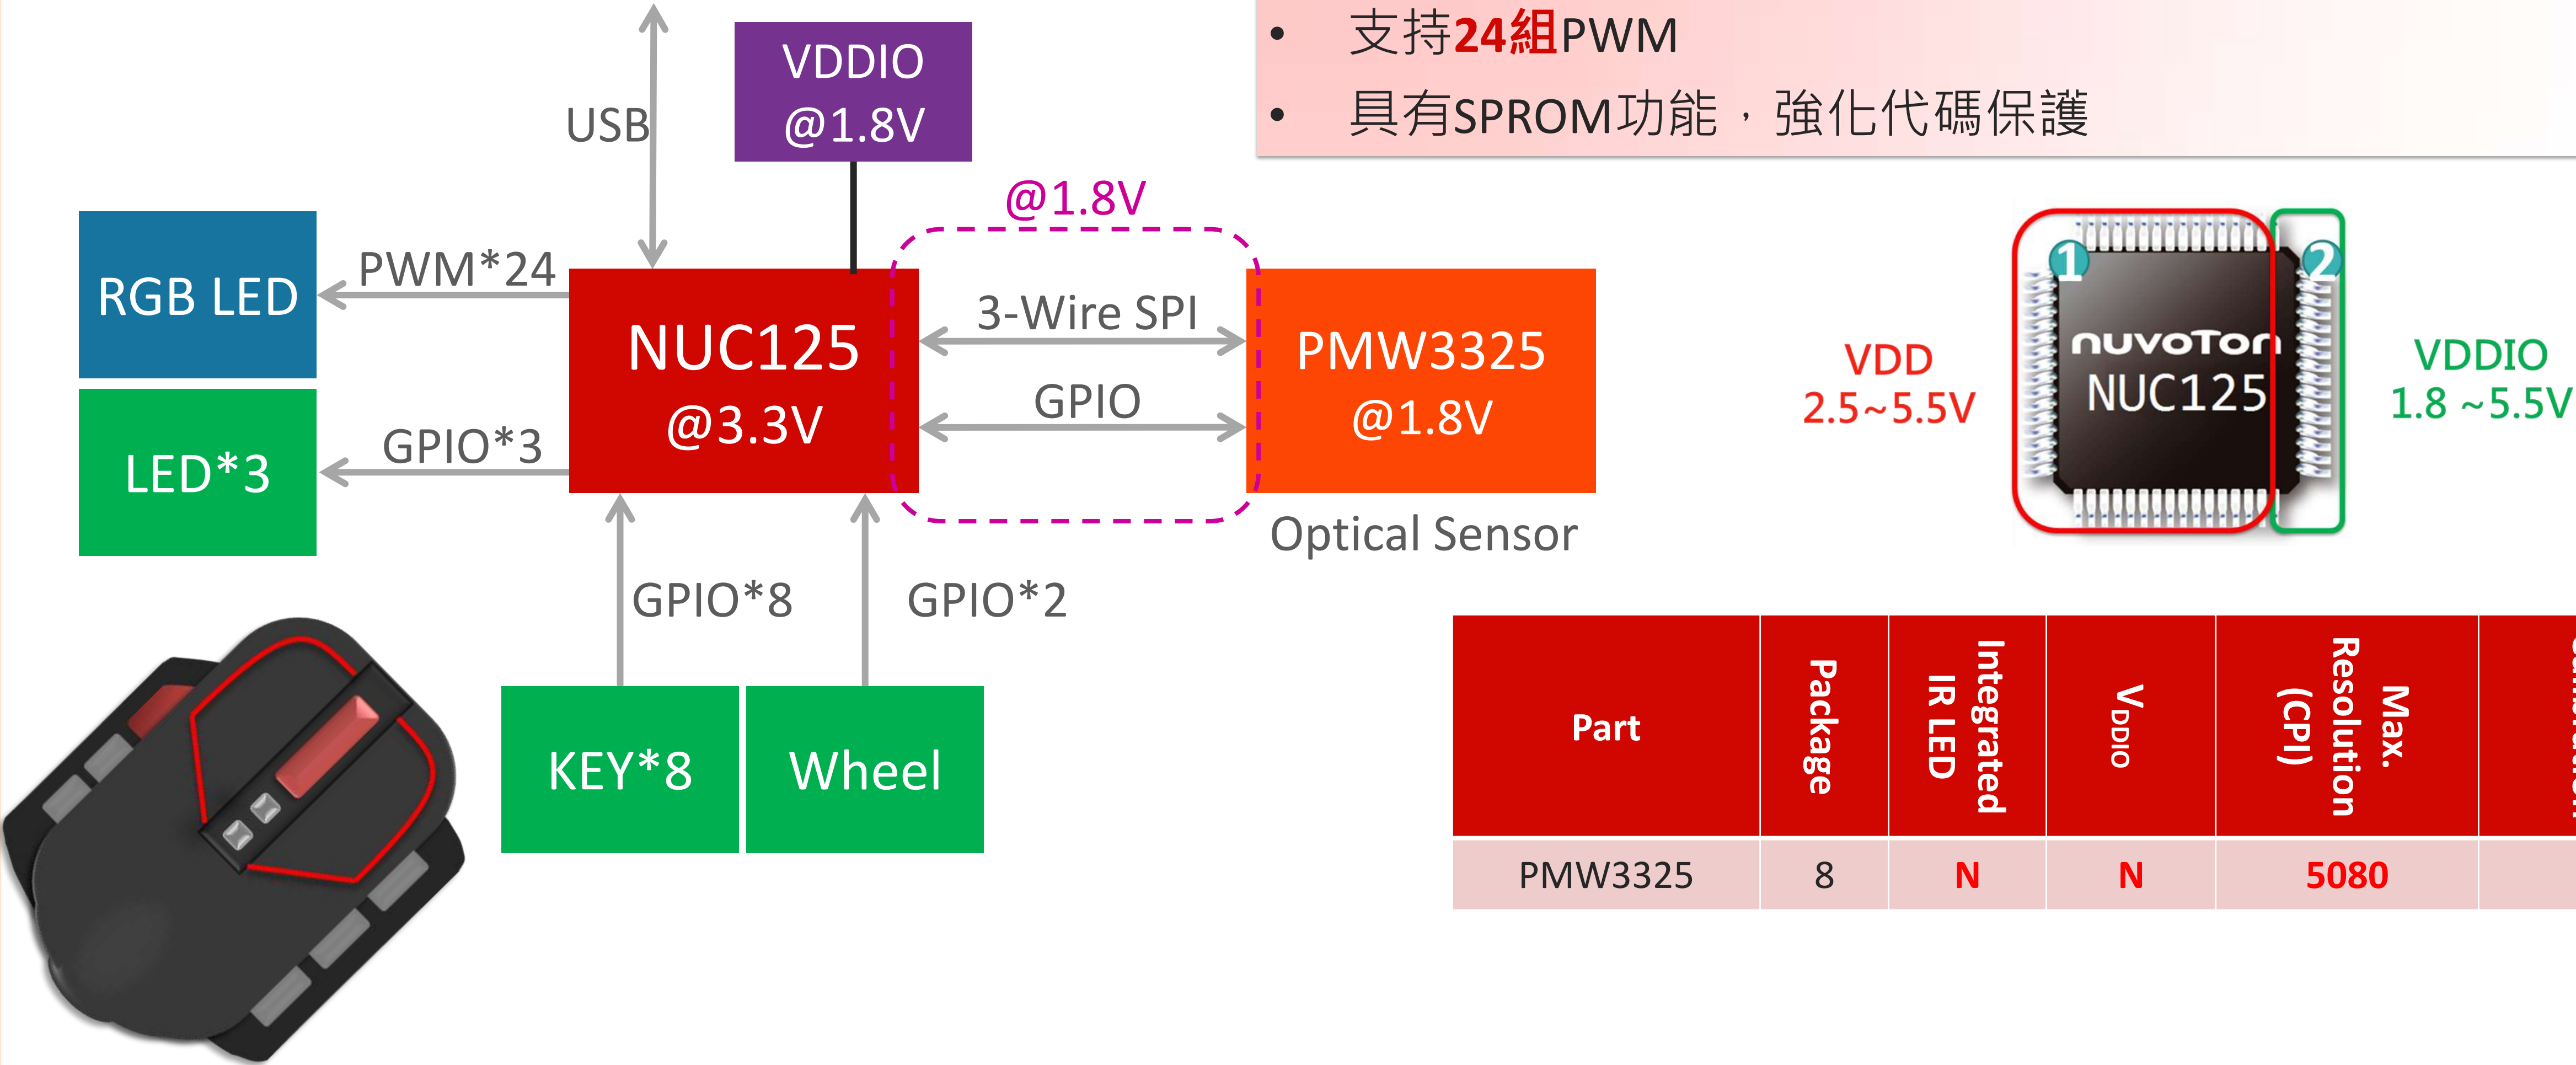 • 支持24組PWM
• 具有SPROM功能，強化代碼保護
VDDIO
@1.8V
USB
@1.8V
RGB LED
PWM*24
NUC125
@3.3V
3-Wire SPI
GPIO
PMW3325
@1.8V
Optical Sensor
LED*3
GPIO*3
GPIO*8
GPIO*2
KEY*8
Wheel
VDD
2.5~5.5V
1
2
nuvoTon
NUC125
VDDIO
1.8 ~5.5V
Part
Package
Integrated
IR LED
VDDIO
Max.
Resolution
(CPI)
PMW3325
8
N
N
5080